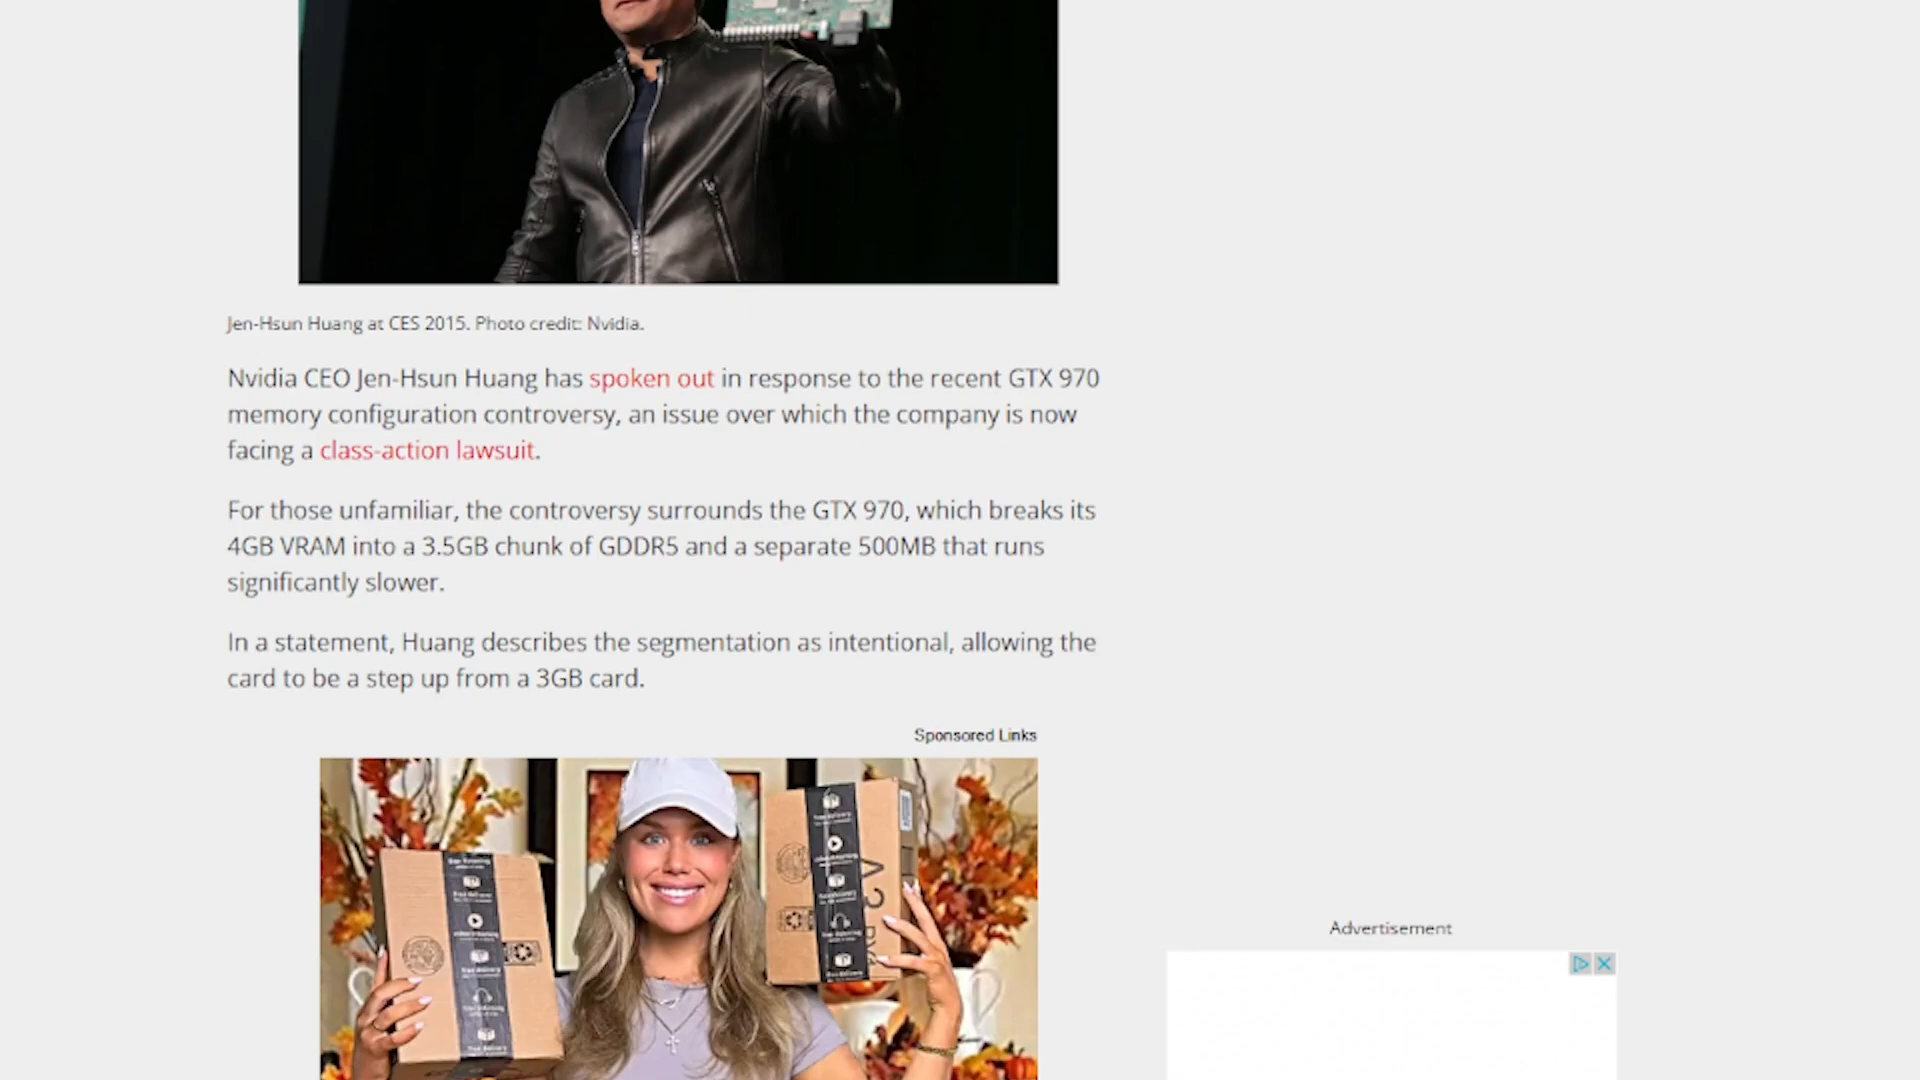 Jen-Hsun Huang at CES 2015. Photo credit: Nvidia.
Nvidia CEO Jen-Hsun Huang has spoken out in response to the recent GTX 970
memory configuration controversy, an issue over which the company is now
facing a class-action lawsuit.
For those unfamiliar, the controversy surrounds the GTX 970, which breaks its
4GB VRAM into a 3.5GB chunk of GDDR5 and a separate 500MB that runs
significantly slower.
In a statement, Huang describes the segmentation as intentional, allowing the
card to be a step up from a 3GB card.
Sponsored Links
Advertisement